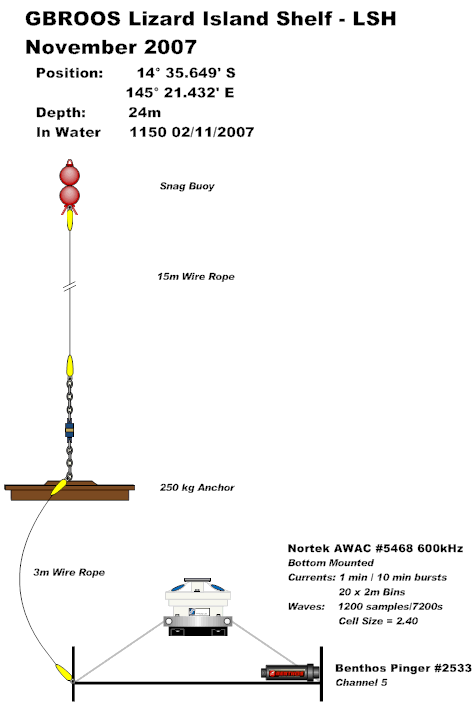 GBROOS Lizard Island Shelf - LSH
November 2007
Position: 14° 35.649' S
145° 21.432' E
Depth: 24m
In Water 1150 02/11/2007
Snag Buoy
15m Wire Rope
250 kg Anchor
3m Wire Rope
Nortek AWAC #5468 600kHz
Bottom Mounted
Currents: 1 min / 10 min bursts
20 x 2m Bins
Waves: 1200 samples/7200s
Cell Size = 2.40
Benthos Pinger #2533
Channel 5